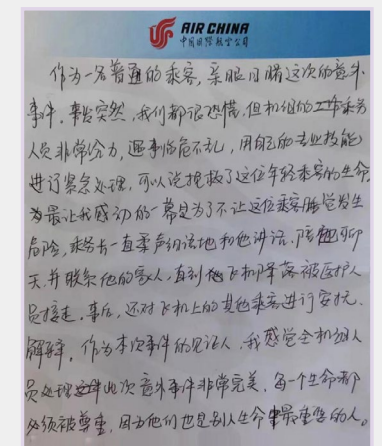 AIR CHINA
中国国际航空公司
作为一名普通的乘客，亲眼目睹这次的意外
事件，事发突然，我们都很恐慌，但机组的工作乘务
人员非常给力，遇事临危不乱，用自己的专业技能
进行紧急处理，可以说拯救了这位年轻乘客的生命，
最让我感动的一幕是为了不让这位乘客睡觉发生
危险，乘务长一直柔声细语地和他讲话，陪他聊
天，并联系他的家人，直到飞机降落被医护人
员接走，事后，还对飞机上的其他乘客进行安抚、
解释，作为本次事件的见证人，我感觉全机组人
员处理此次意外事件非常完美，每一个生命都
必须被尊重，因为他们也是别人生命中最重要的人。